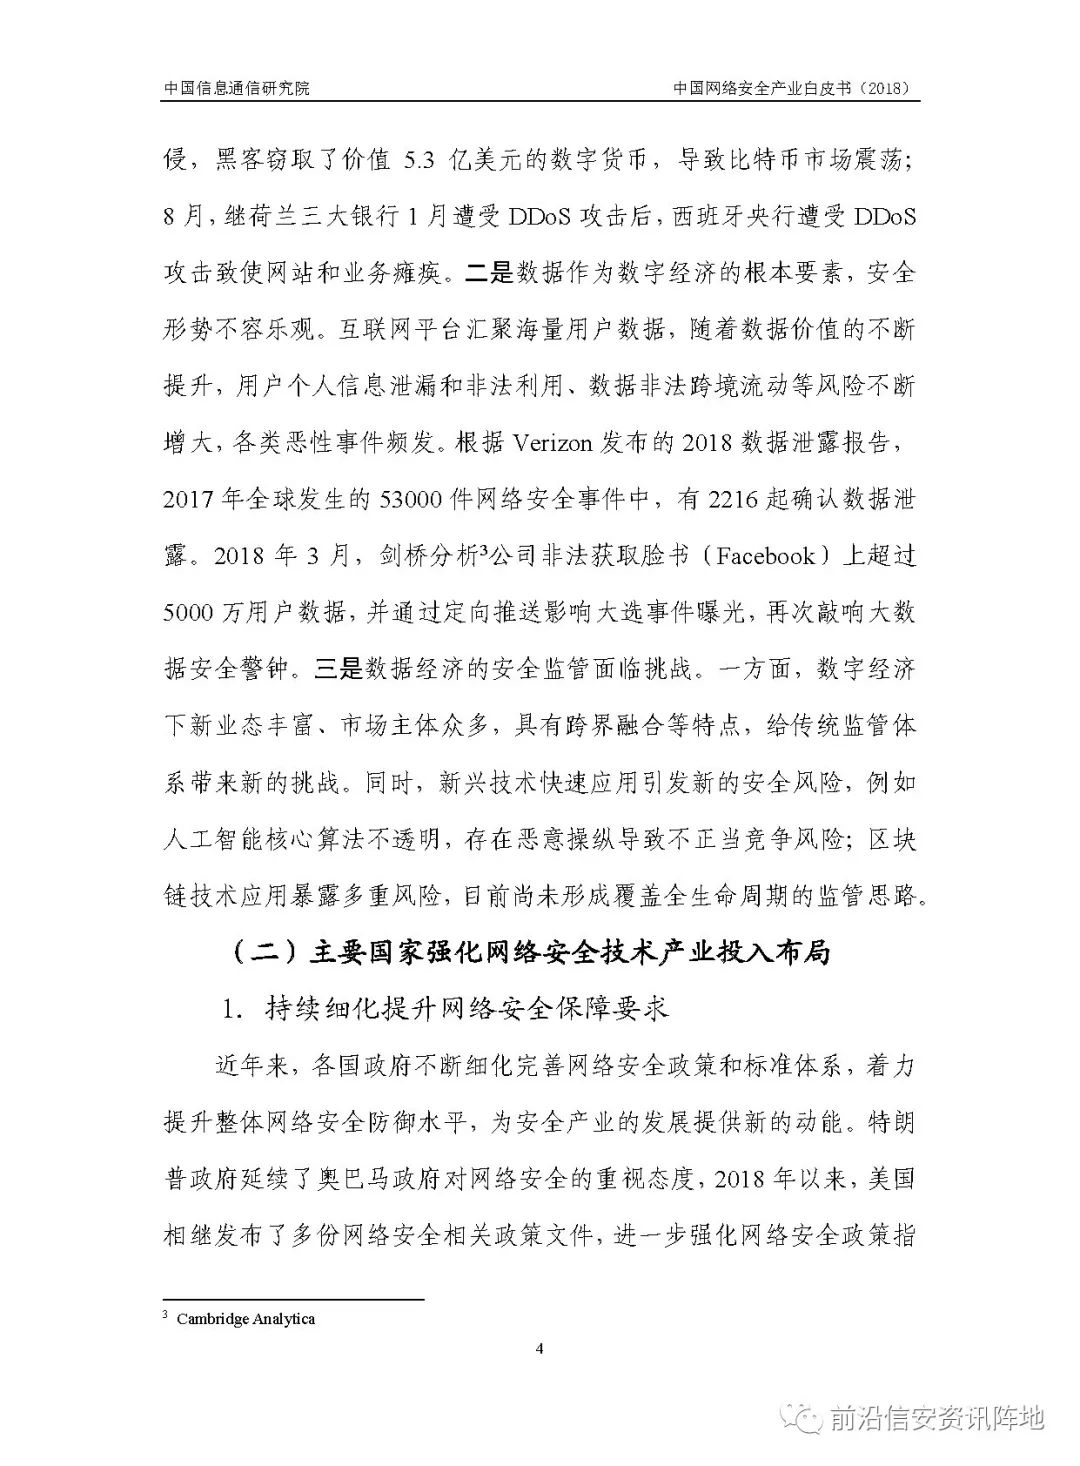 中国信息通信研究院 中国网络安全产业白皮书（2018）
侵，黑客窃取了价值 5.3 亿美元的数字货币，导致比特币市场震荡；
8 月，继荷兰三大银行 1 月遭受 DDoS 攻击后，西班牙央行遭受 DDoS
攻击致使网站和业务瘫痪。二是数据作为数字经济的根本要素，安全
形势不容乐观。互联网平台汇聚海量用户数据，随着数据价值的不断
提升，用户个人信息泄漏和非法利用、数据非法跨境流动等风险不断
增大，各类恶性事件频发。根据 Verizon 发布的 2018 数据泄露报告，
2017 年全球发生的 53000 件网络安全事件中，有 2216 起确认数据泄
露。2018 年 3 月，剑桥分析³公司非法获取脸书（Facebook）上超过
5000 万用户数据，并通过定向推送影响大选事件曝光，再次敲响大数
据安全警钟。三是数据经济的安全监管面临挑战。一方面，数字经济
下新业态丰富、市场主体众多，具有跨界融合等特点，给传统监管体
系带来新的挑战。同时，新兴技术快速应用引发新的安全风险，例如
人工智能核心算法不透明，存在恶意操纵导致不正当竞争风险；区块
链技术应用暴露多重风险，目前尚未形成覆盖全生命周期的监管思路。
（二）主要国家强化网络安全技术产业投入布局
1. 持续细化提升网络安全保障要求
近年来，各国政府不断细化完善网络安全政策和标准体系，着力
提升整体网络安全防御水平，为安全产业的发展提供新的动能。特朗
普政府延续了奥巴马政府对网络安全的重视态度，2018 年以来，美国
相继发布了多份网络安全相关政策文件，进一步强化网络安全政策指
³ Cambridge Analytica
4
前沿信安资讯阵地